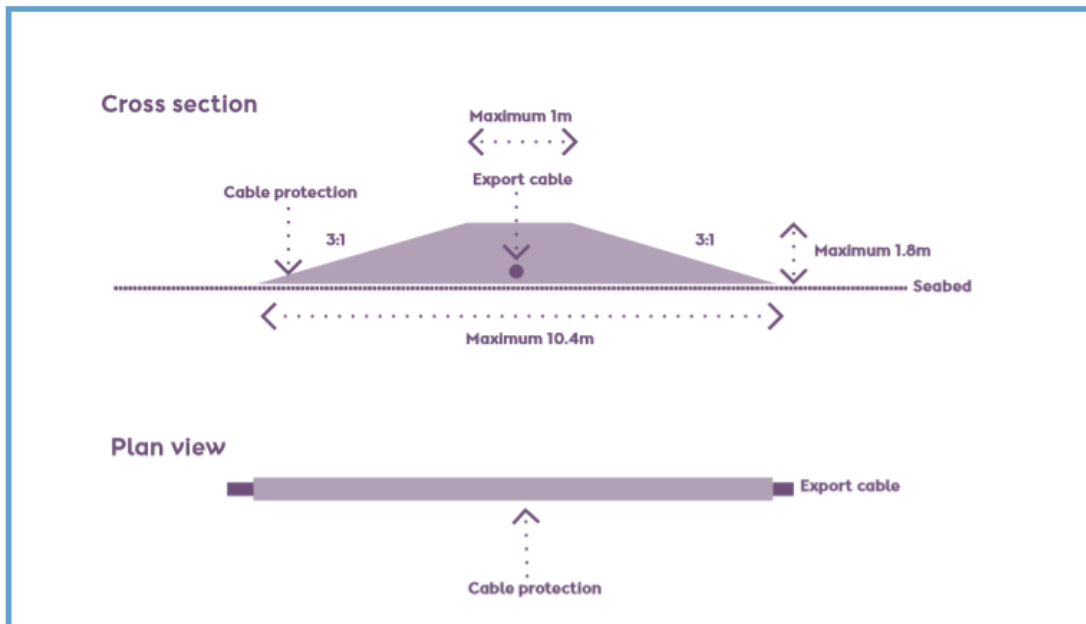 Cross section
Maximum 1m
Export cable
Cable protection
3:1
3:1
Maximum 1.8m
Seabed
Maximum 10.4m
Plan view
Export cable
Cable protection